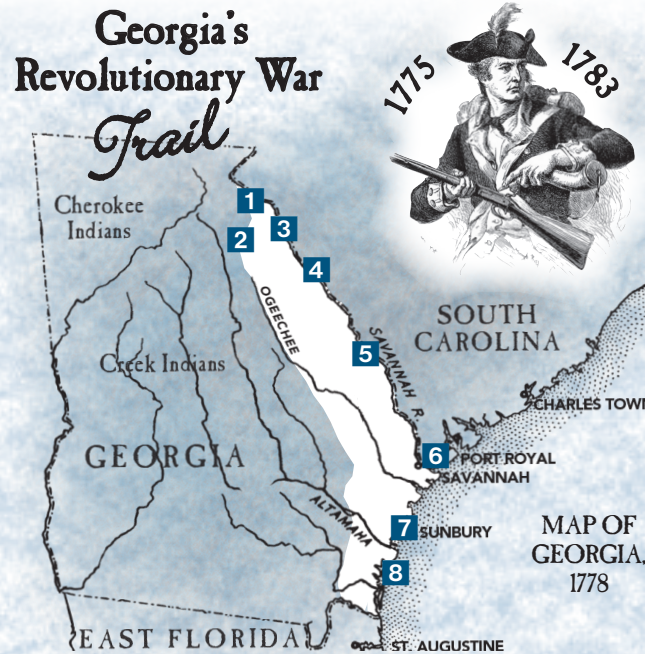 Georgia's
Revolutionary War
Trail
1775
1783
Cherokee
Indians
1
2
3
4
OGEECHEE
SAVANNAH R.
SOUTH
CAROLINA
Creek Indians
5
CHARLES TOWN
GEORGIA
6
PORT ROYAL
SAVANNAH
ALTAMAHA
7
SUNBURY
MAP OF
GEORGIA,
1778
8
EAST FLORIDA
ST. AUGUSTINE